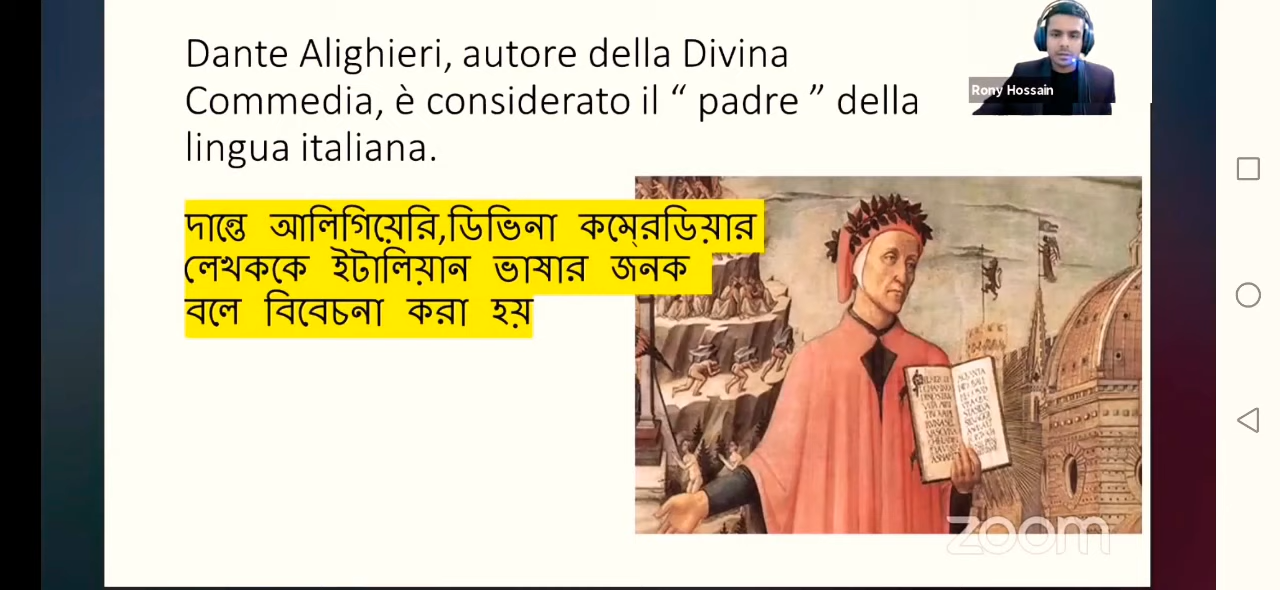 Dante Alighieri, autore della Divina
Commedia, è considerato il “ padre ” della
lingua italiana.
Rony Hossain
দান্তে আলিগিয়েরি,ডিভিনা কমে্রডিয়ার
লেখককে ইটালিয়ান ভাষার জনক
বলে বিবেচনা করা হয়
zoom